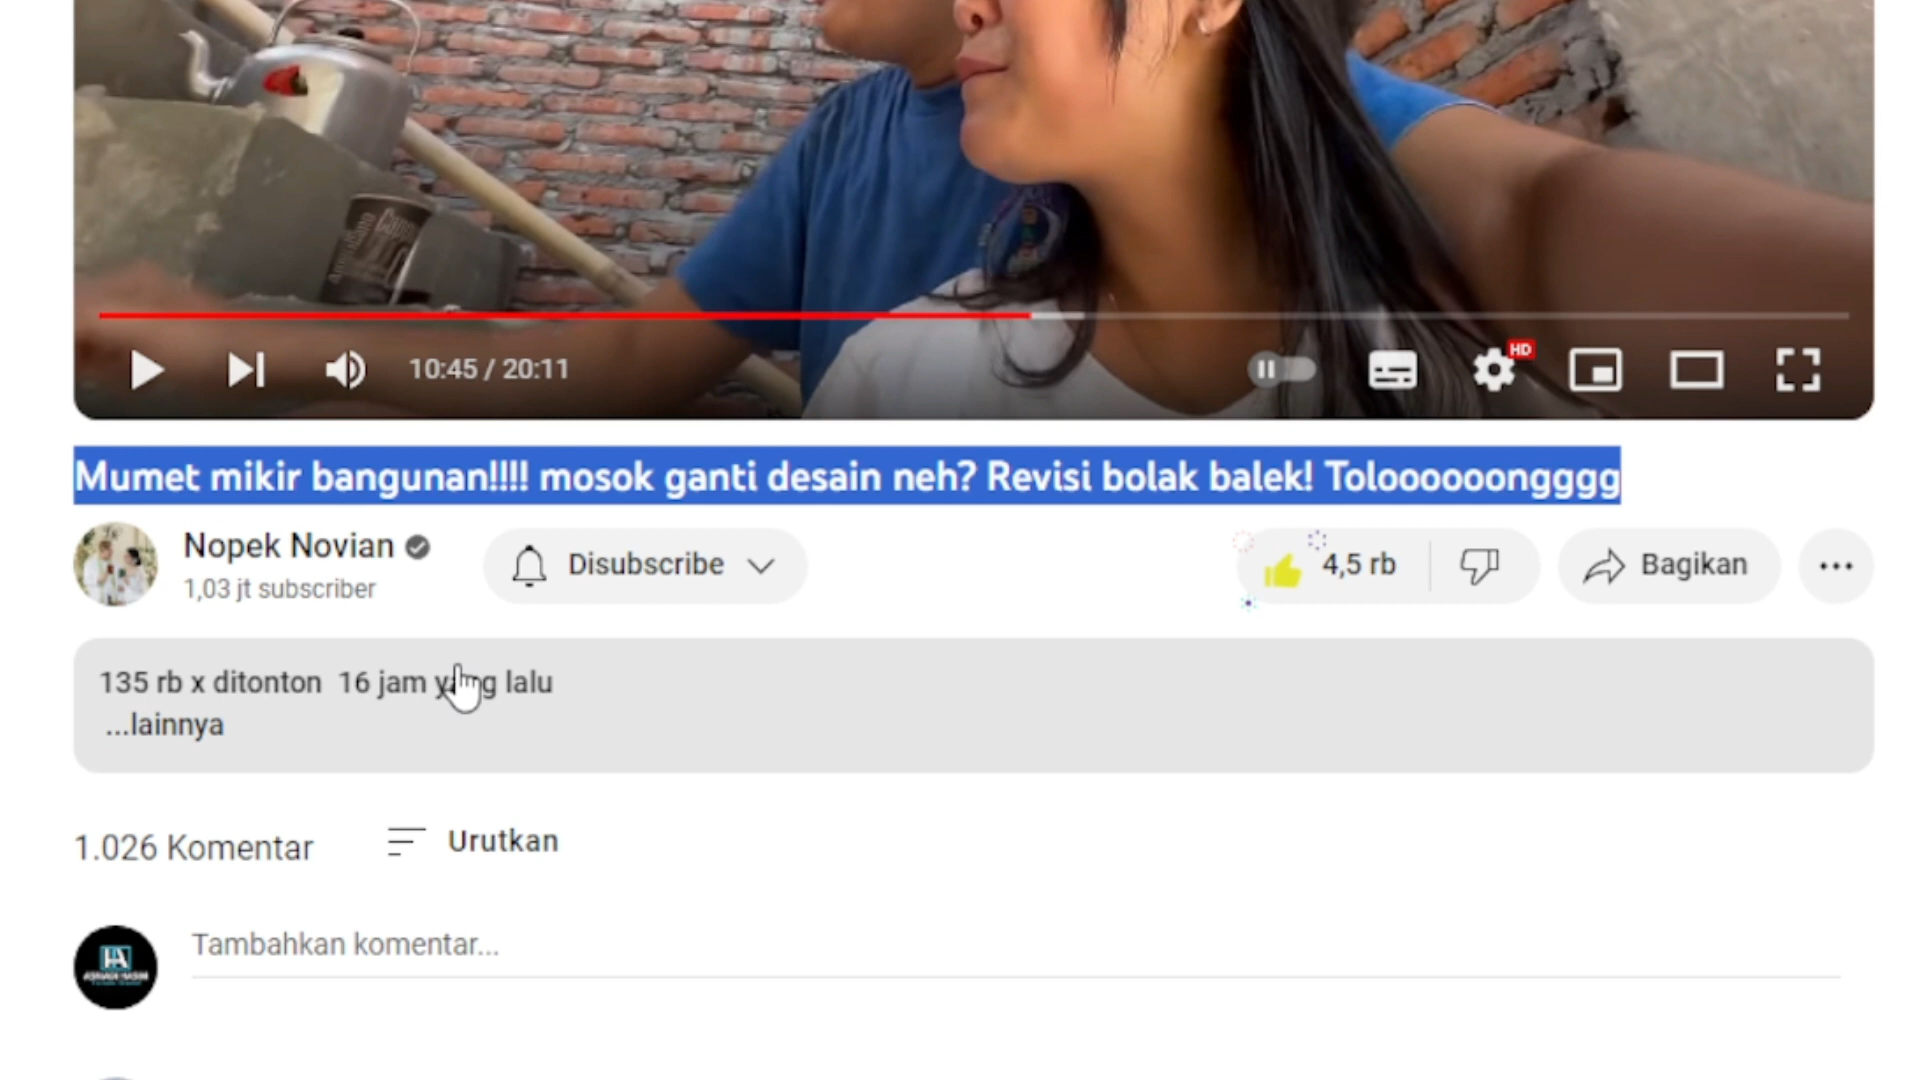 10:45 / 20:11
HD
Mumet mikir bangunan!!!! mosok ganti desain neh? Revisi bolak balek! Toloooooongggg
Nopek Novian
1,03 jt subscriber
Disubscribe
4,5 rb
Bagikan
135 rb x ditonton 16 jam yang lalu
...lainnya
1.026 Komentar
Urutkan
Tambahkan komentar...